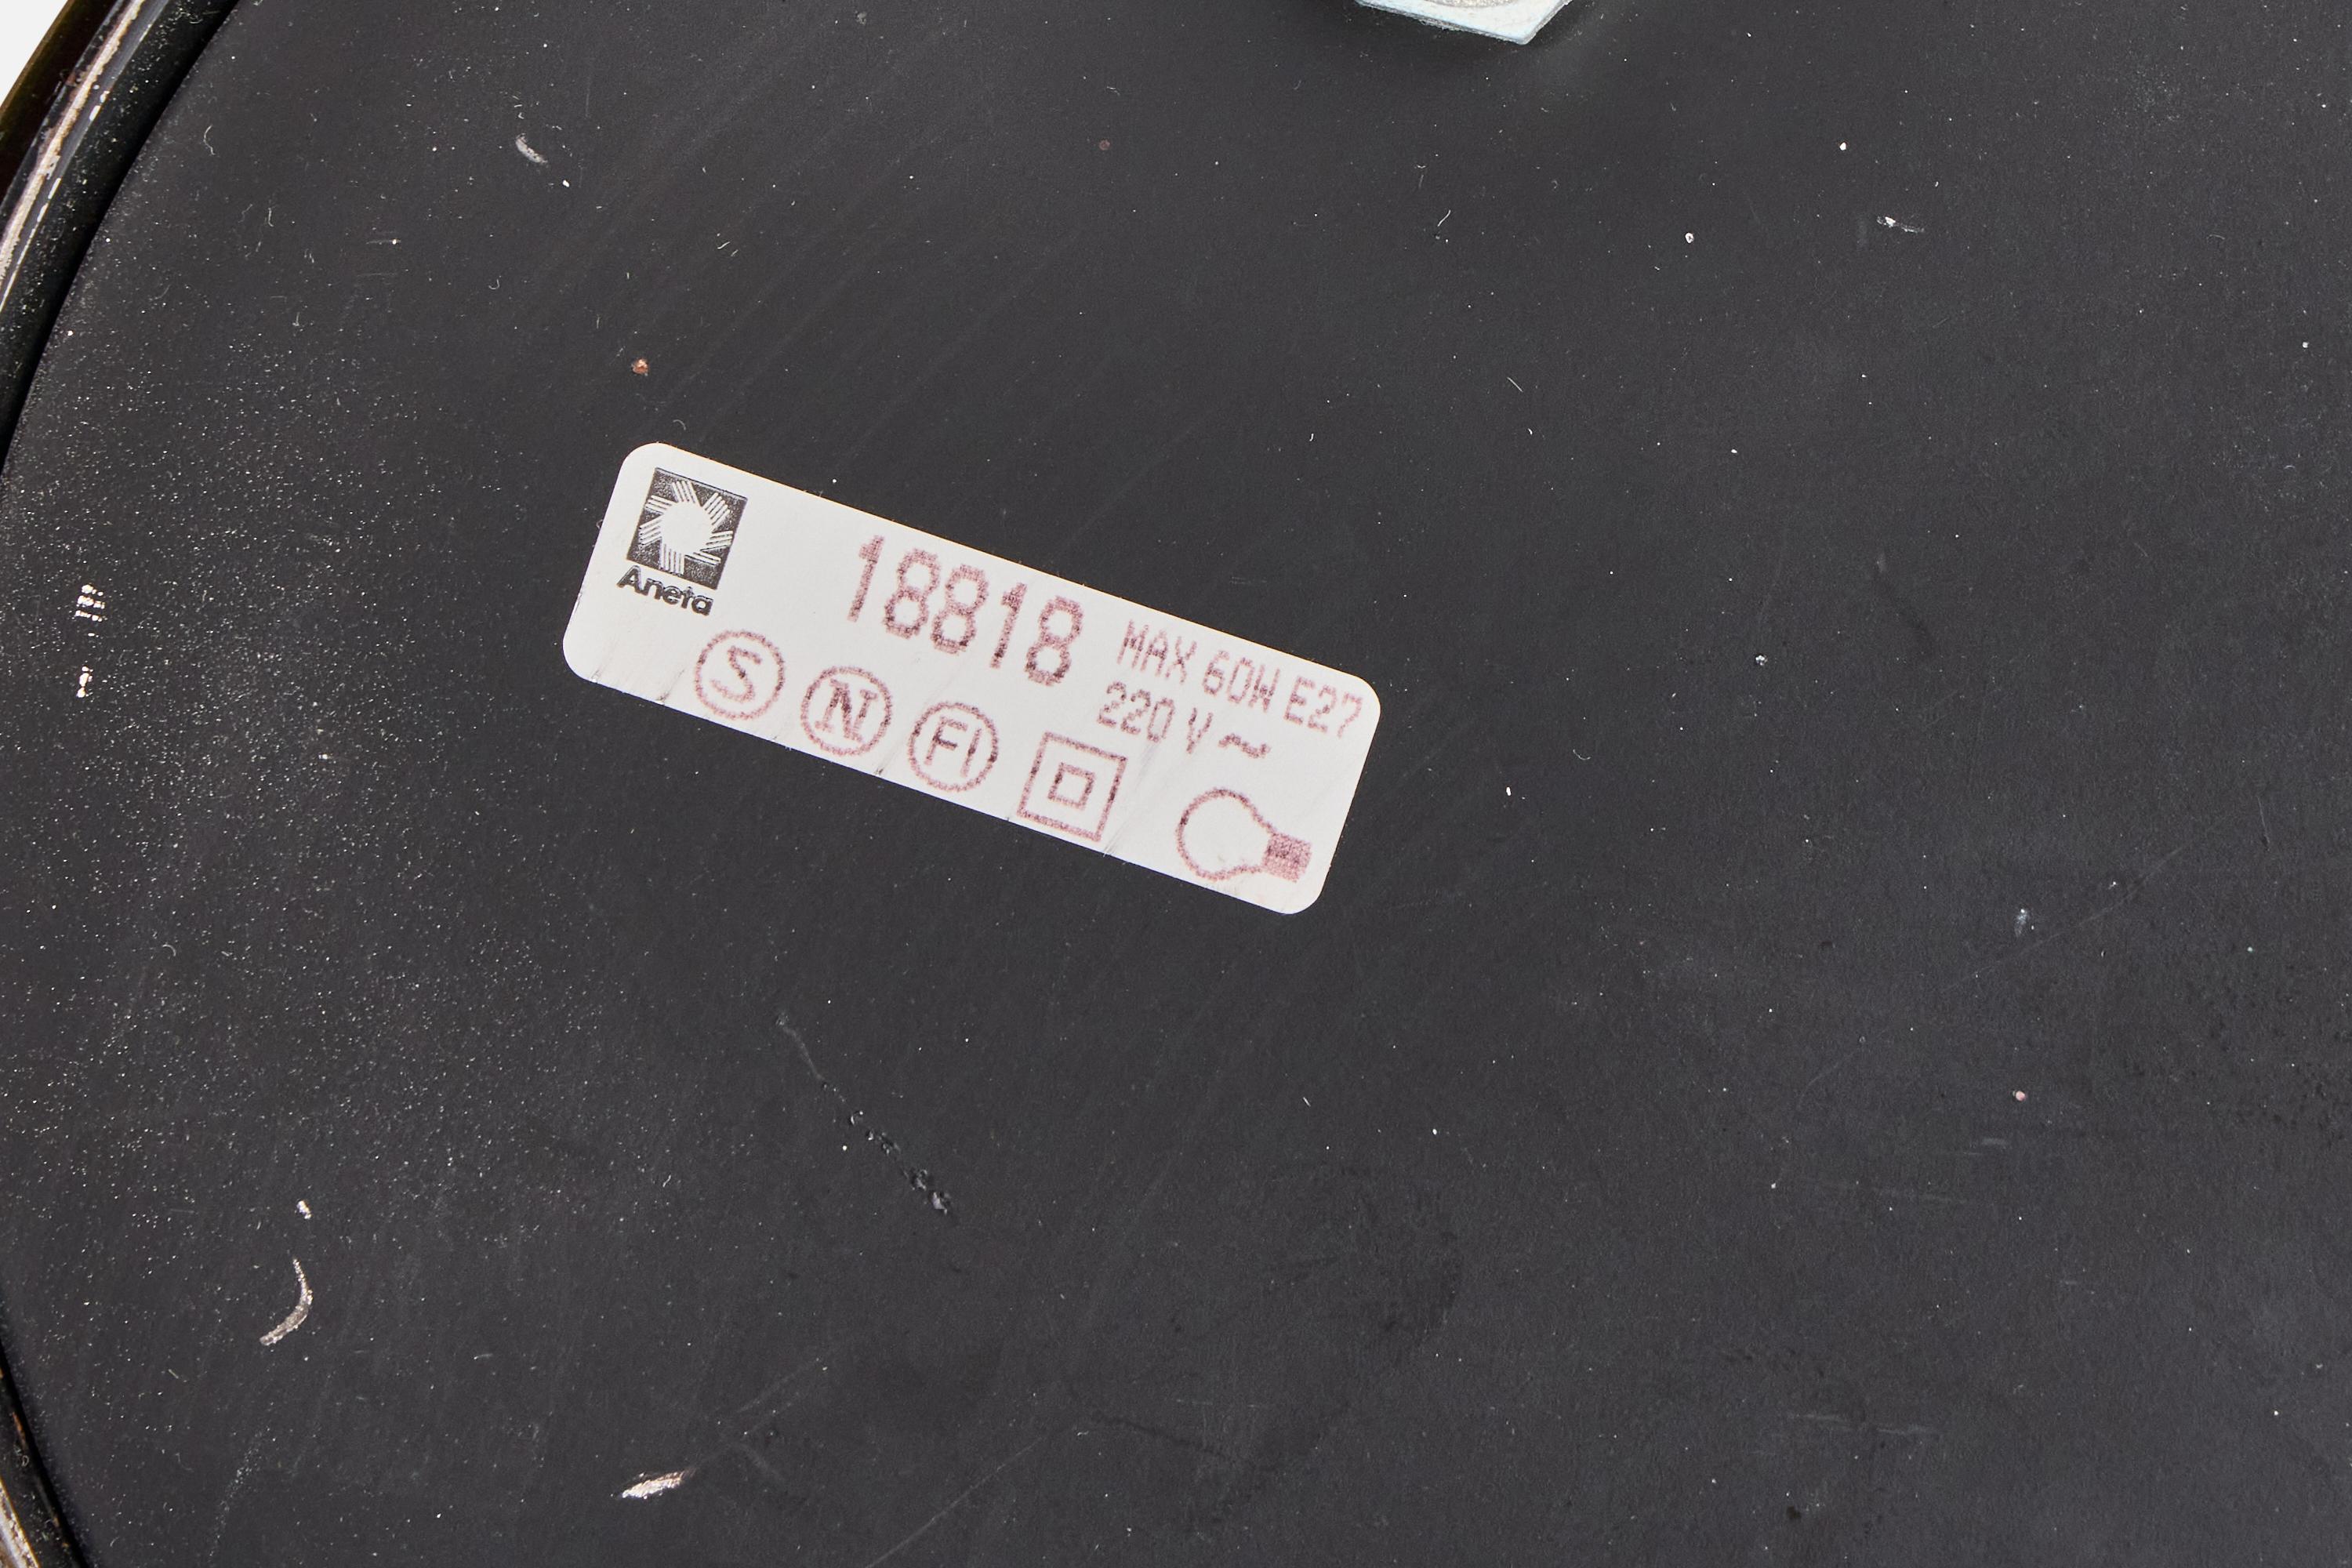 Aneta
18818
MAX 60W E27
220 V ~
S N FI